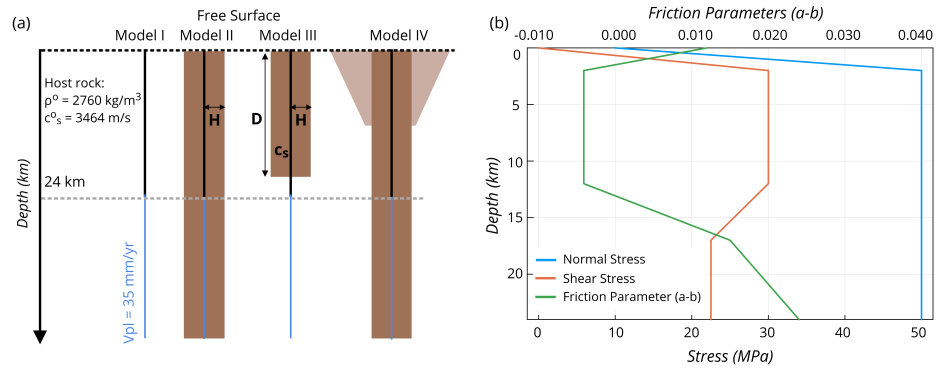 (a)
Free Surface
Model I Model II Model III Model IV
Host rock:
ρº = 2760 kg/m³
cºs = 3464 m/s
H
D
H
cs
24 km
Depth (km)
Vpl = 35 mm/yr
(b)
Friction Parameters (a-b)
-0.010 0.000 0.010 0.020 0.030 0.040
0
5
10
15
20
Depth (km)
Normal Stress
Shear Stress
Friction Parameter (a-b)
0 10 20 30 40 50
Stress (MPa)